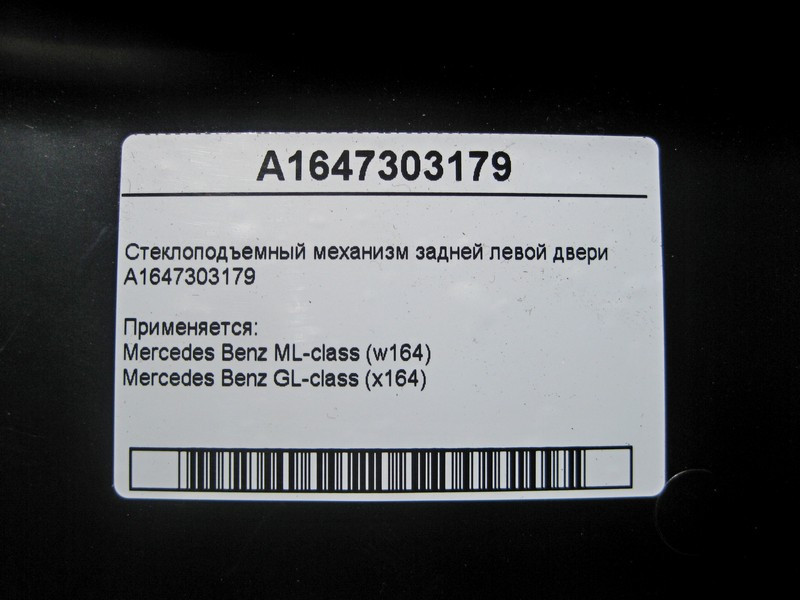 A1647303179
Стеклоподъемный механизм задней левой двери
A1647303179
Применяется:
Mercedes Benz ML-class (w164)
Mercedes Benz GL-class (x164)